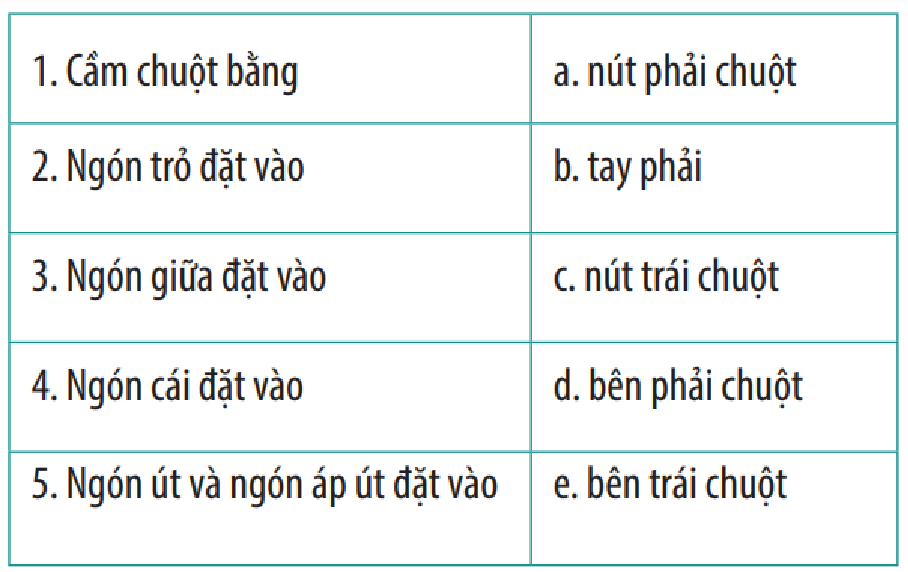 1. Cầm chuột bằng
a. nút phải chuột
2. Ngón trỏ đặt vào
b. tay phải
3. Ngón giữa đặt vào
c. nút trái chuột
4. Ngón cái đặt vào
d. bên phải chuột
5. Ngón út và ngón áp út đặt vào
e. bên trái chuột